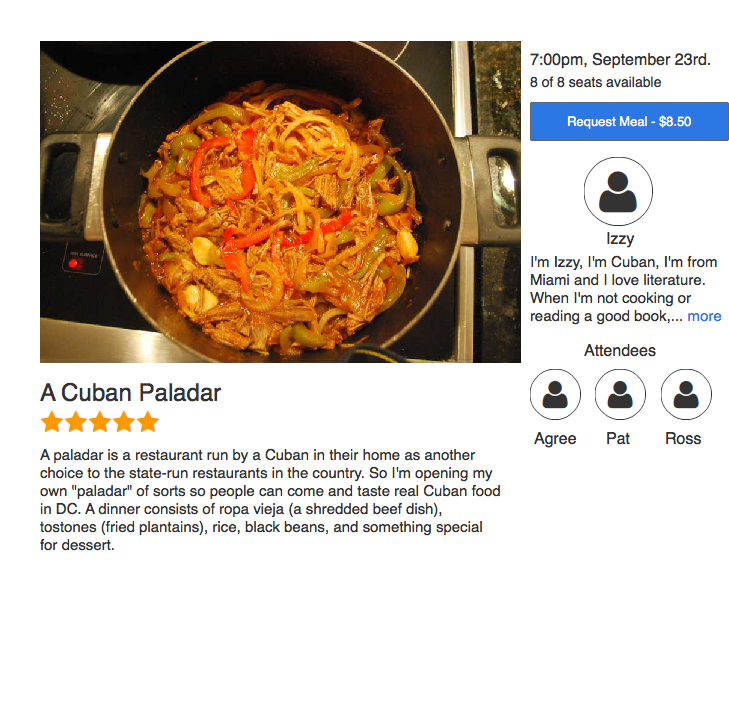 7:00pm, September 23rd.
8 of 8 seats available
Request Meal - $8.50
Izzy
I'm Izzy, I'm Cuban, I'm from
Miami and I love literature.
When I'm not cooking or
reading a good book,... more
Attendees
Agree Pat Ross
A Cuban Paladar
A paladar is a restaurant run by a Cuban in their home as another
choice to the state-run restaurants in the country. So I'm opening my
own "paladar" of sorts so people can come and taste real Cuban food
in DC. A dinner consists of ropa vieja (a shredded beef dish),
tostones (fried plantains), rice, black beans, and something special
for dessert.